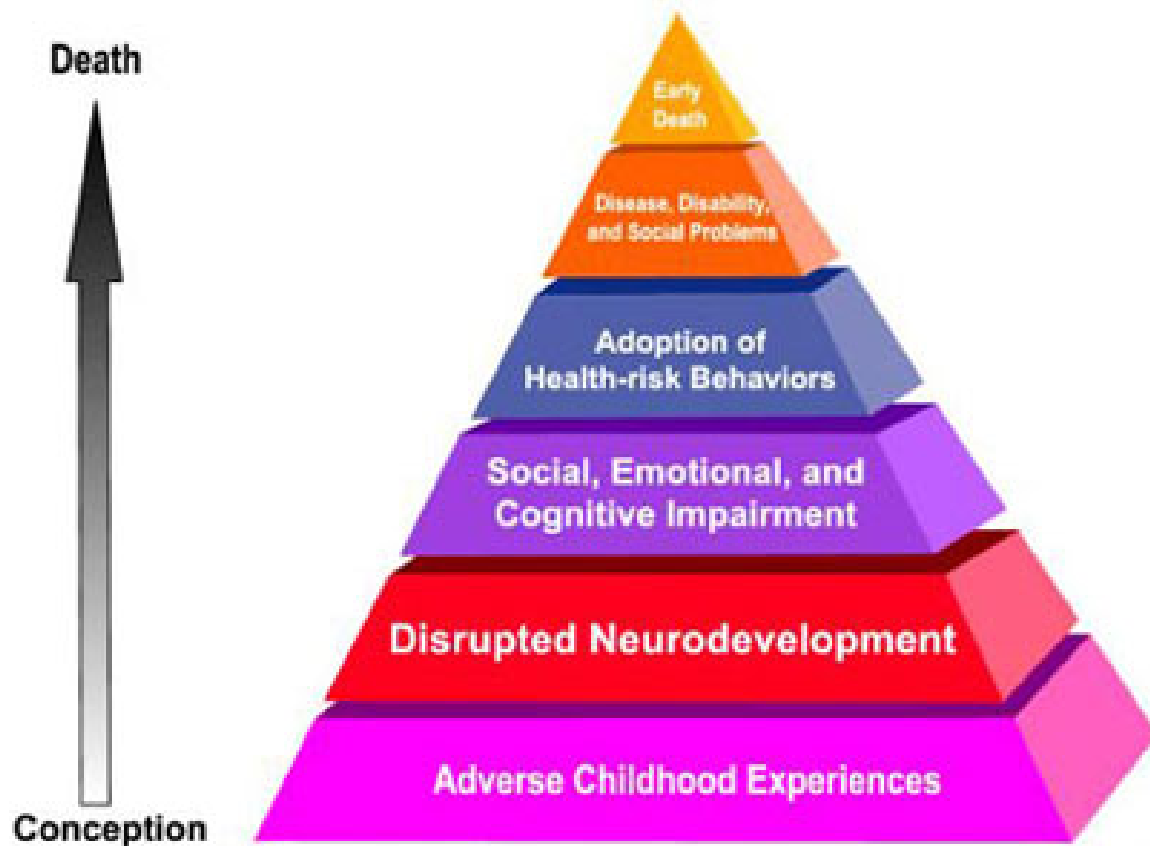 Death
Early
Death
Disease, Disability,
and Social Problems
Adoption of
Health-risk Behaviors
Social, Emotional, and
Cognitive Impairment
Disrupted Neurodevelopment
Adverse Childhood Experiences
Conception